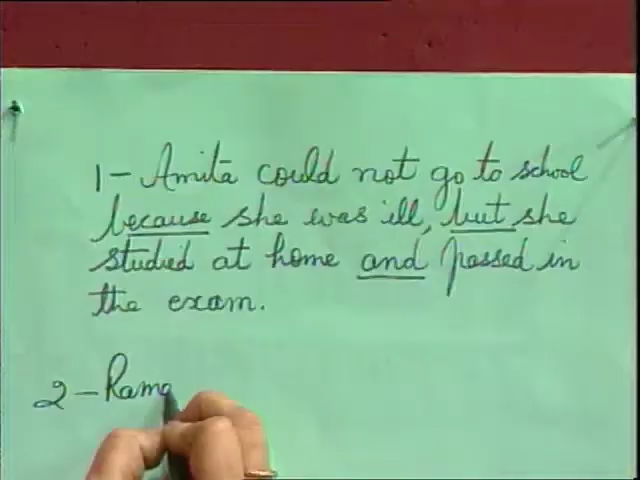 1- Amita could not go to school
because she was ill, but she
studied at home and passed in
the exam.
2- Rama